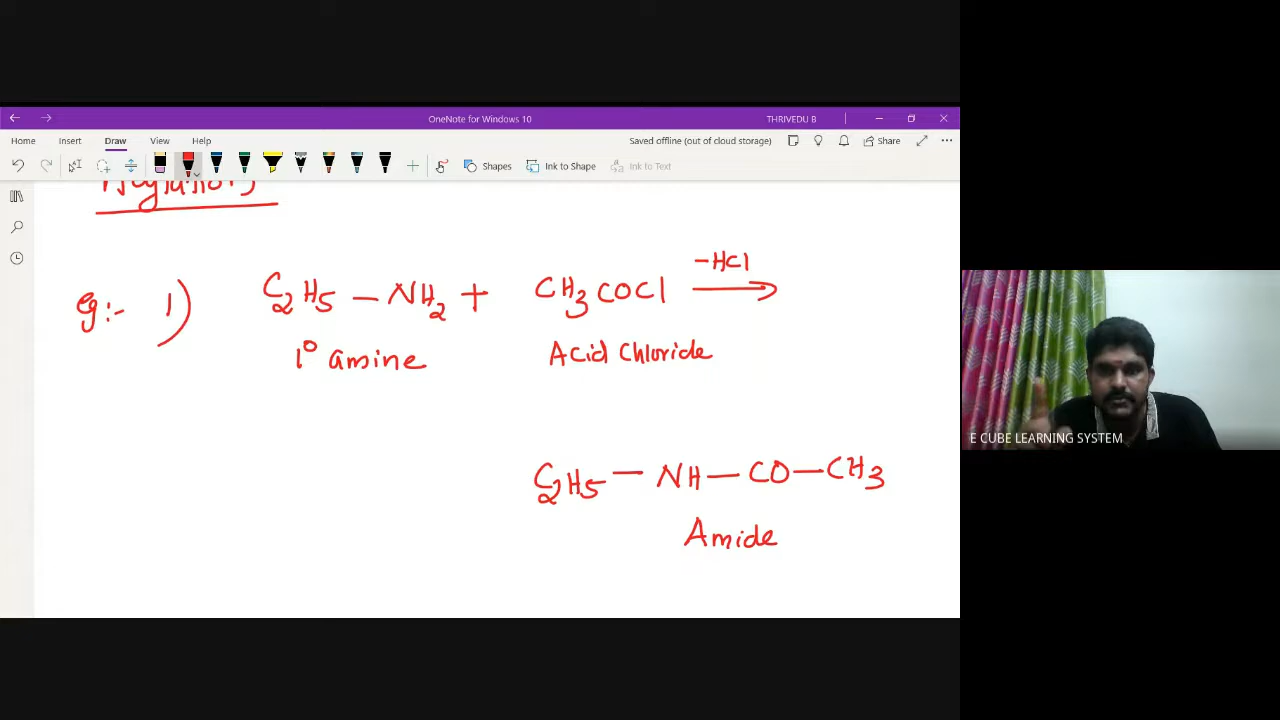 OneNote for Windows 10
THRIVEDU B
Home Insert Draw View Help
Saved offline (out of cloud storage)
Share
Shapes
Ink to Shape
Ink to Text
eg:- 1) C2H5 – NH2 + CH3COCl –HCl →
1° amine Acid Chloride
C2H5 – NH – CO – CH3
Amide
E CUBE LEARNING SYSTEM